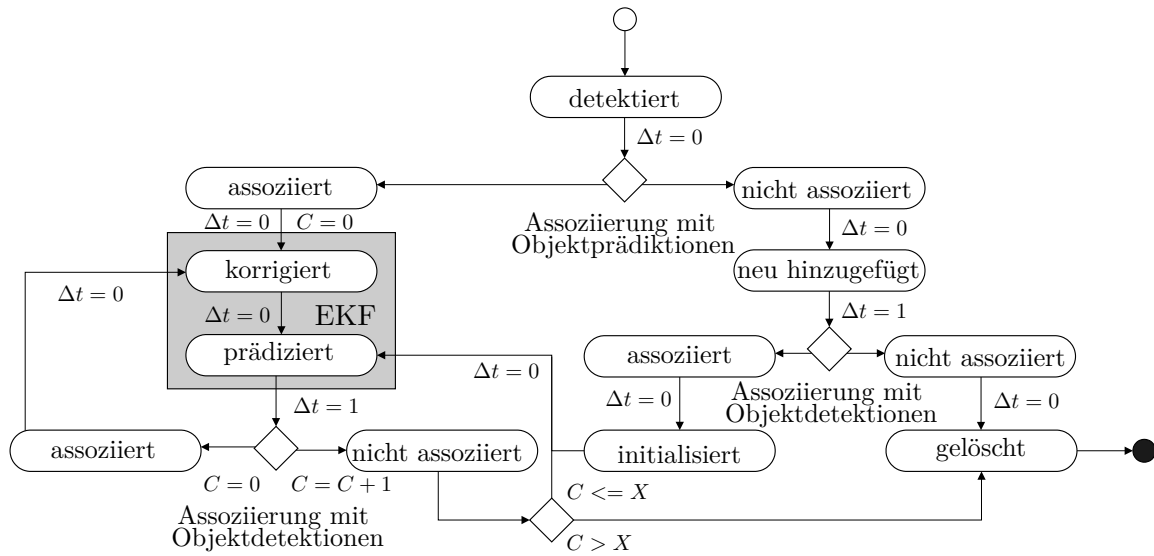 detektiert
Δt = 0
assoziiert
nicht assoziiert
Assoziierung mit
Objektprädiktionen
Δt = 0
C = 0
Δt = 0
korrigiert
neu hinzugefügt
Δt = 0
Δt = 0
EKF
Δt = 1
prädiziert
assoziiert
nicht assoziiert
Δt = 0
Assoziierung mit
Objektdetektionen
Δt = 1
Δt = 0
Δt = 0
assoziiert
nicht assoziiert
initialisiert
gelöscht
C = 0
C = C + 1
C <= X
Assoziierung mit
Objektdetektionen
C > X